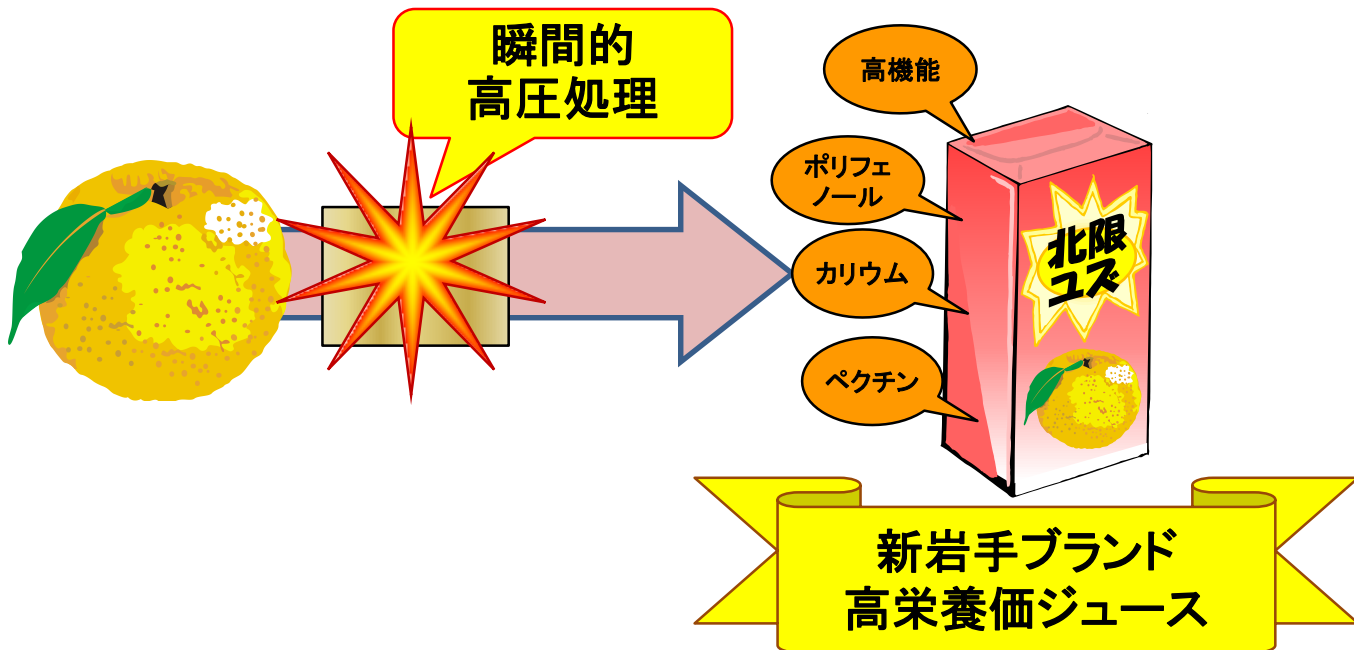 瞬間的
高圧処理
高機能
ポリフェ
ノール
カリウム
ペクチン
北限
ユズ
新岩手ブランド
高栄養価ジュース